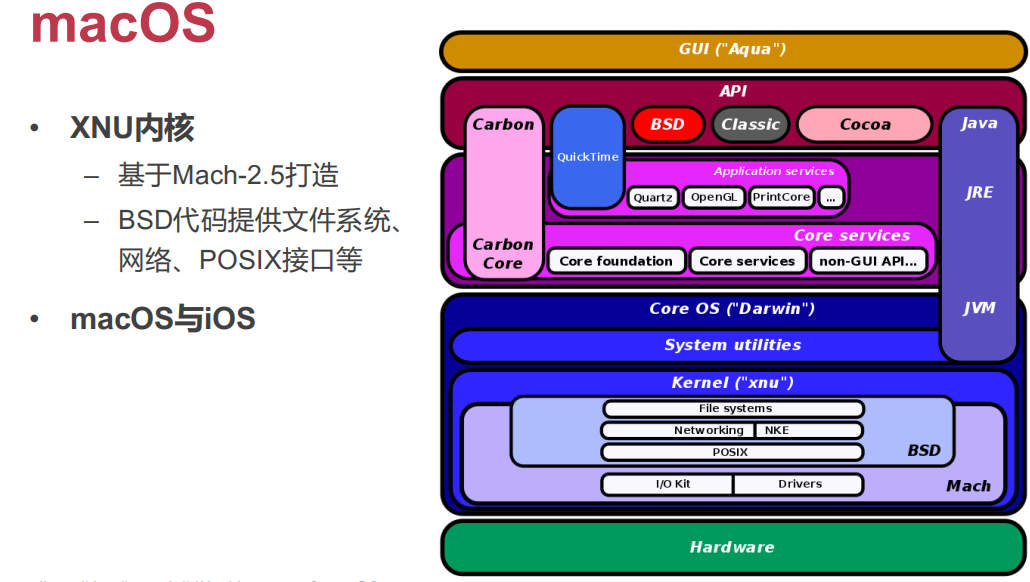 macOS
• XNU内核
– 基于Mach-2.5打造
– BSD代码提供文件系统、
网络、POSIX接口等
• macOS与iOS
GUI ("Aqua")
API
Carbon
QuickTime
BSD
Classic
Cocoa
Java
Application services
Quartz
OpenGL
PrintCore
...
JRE
Carbon
Core
Core services
Core foundation
Core services
non-GUI API...
Core OS ("Darwin")
JVM
System utilities
Kernel ("xnu")
File systems
Networking
NKE
POSIX
BSD
I/O Kit
Drivers
Mach
Hardware